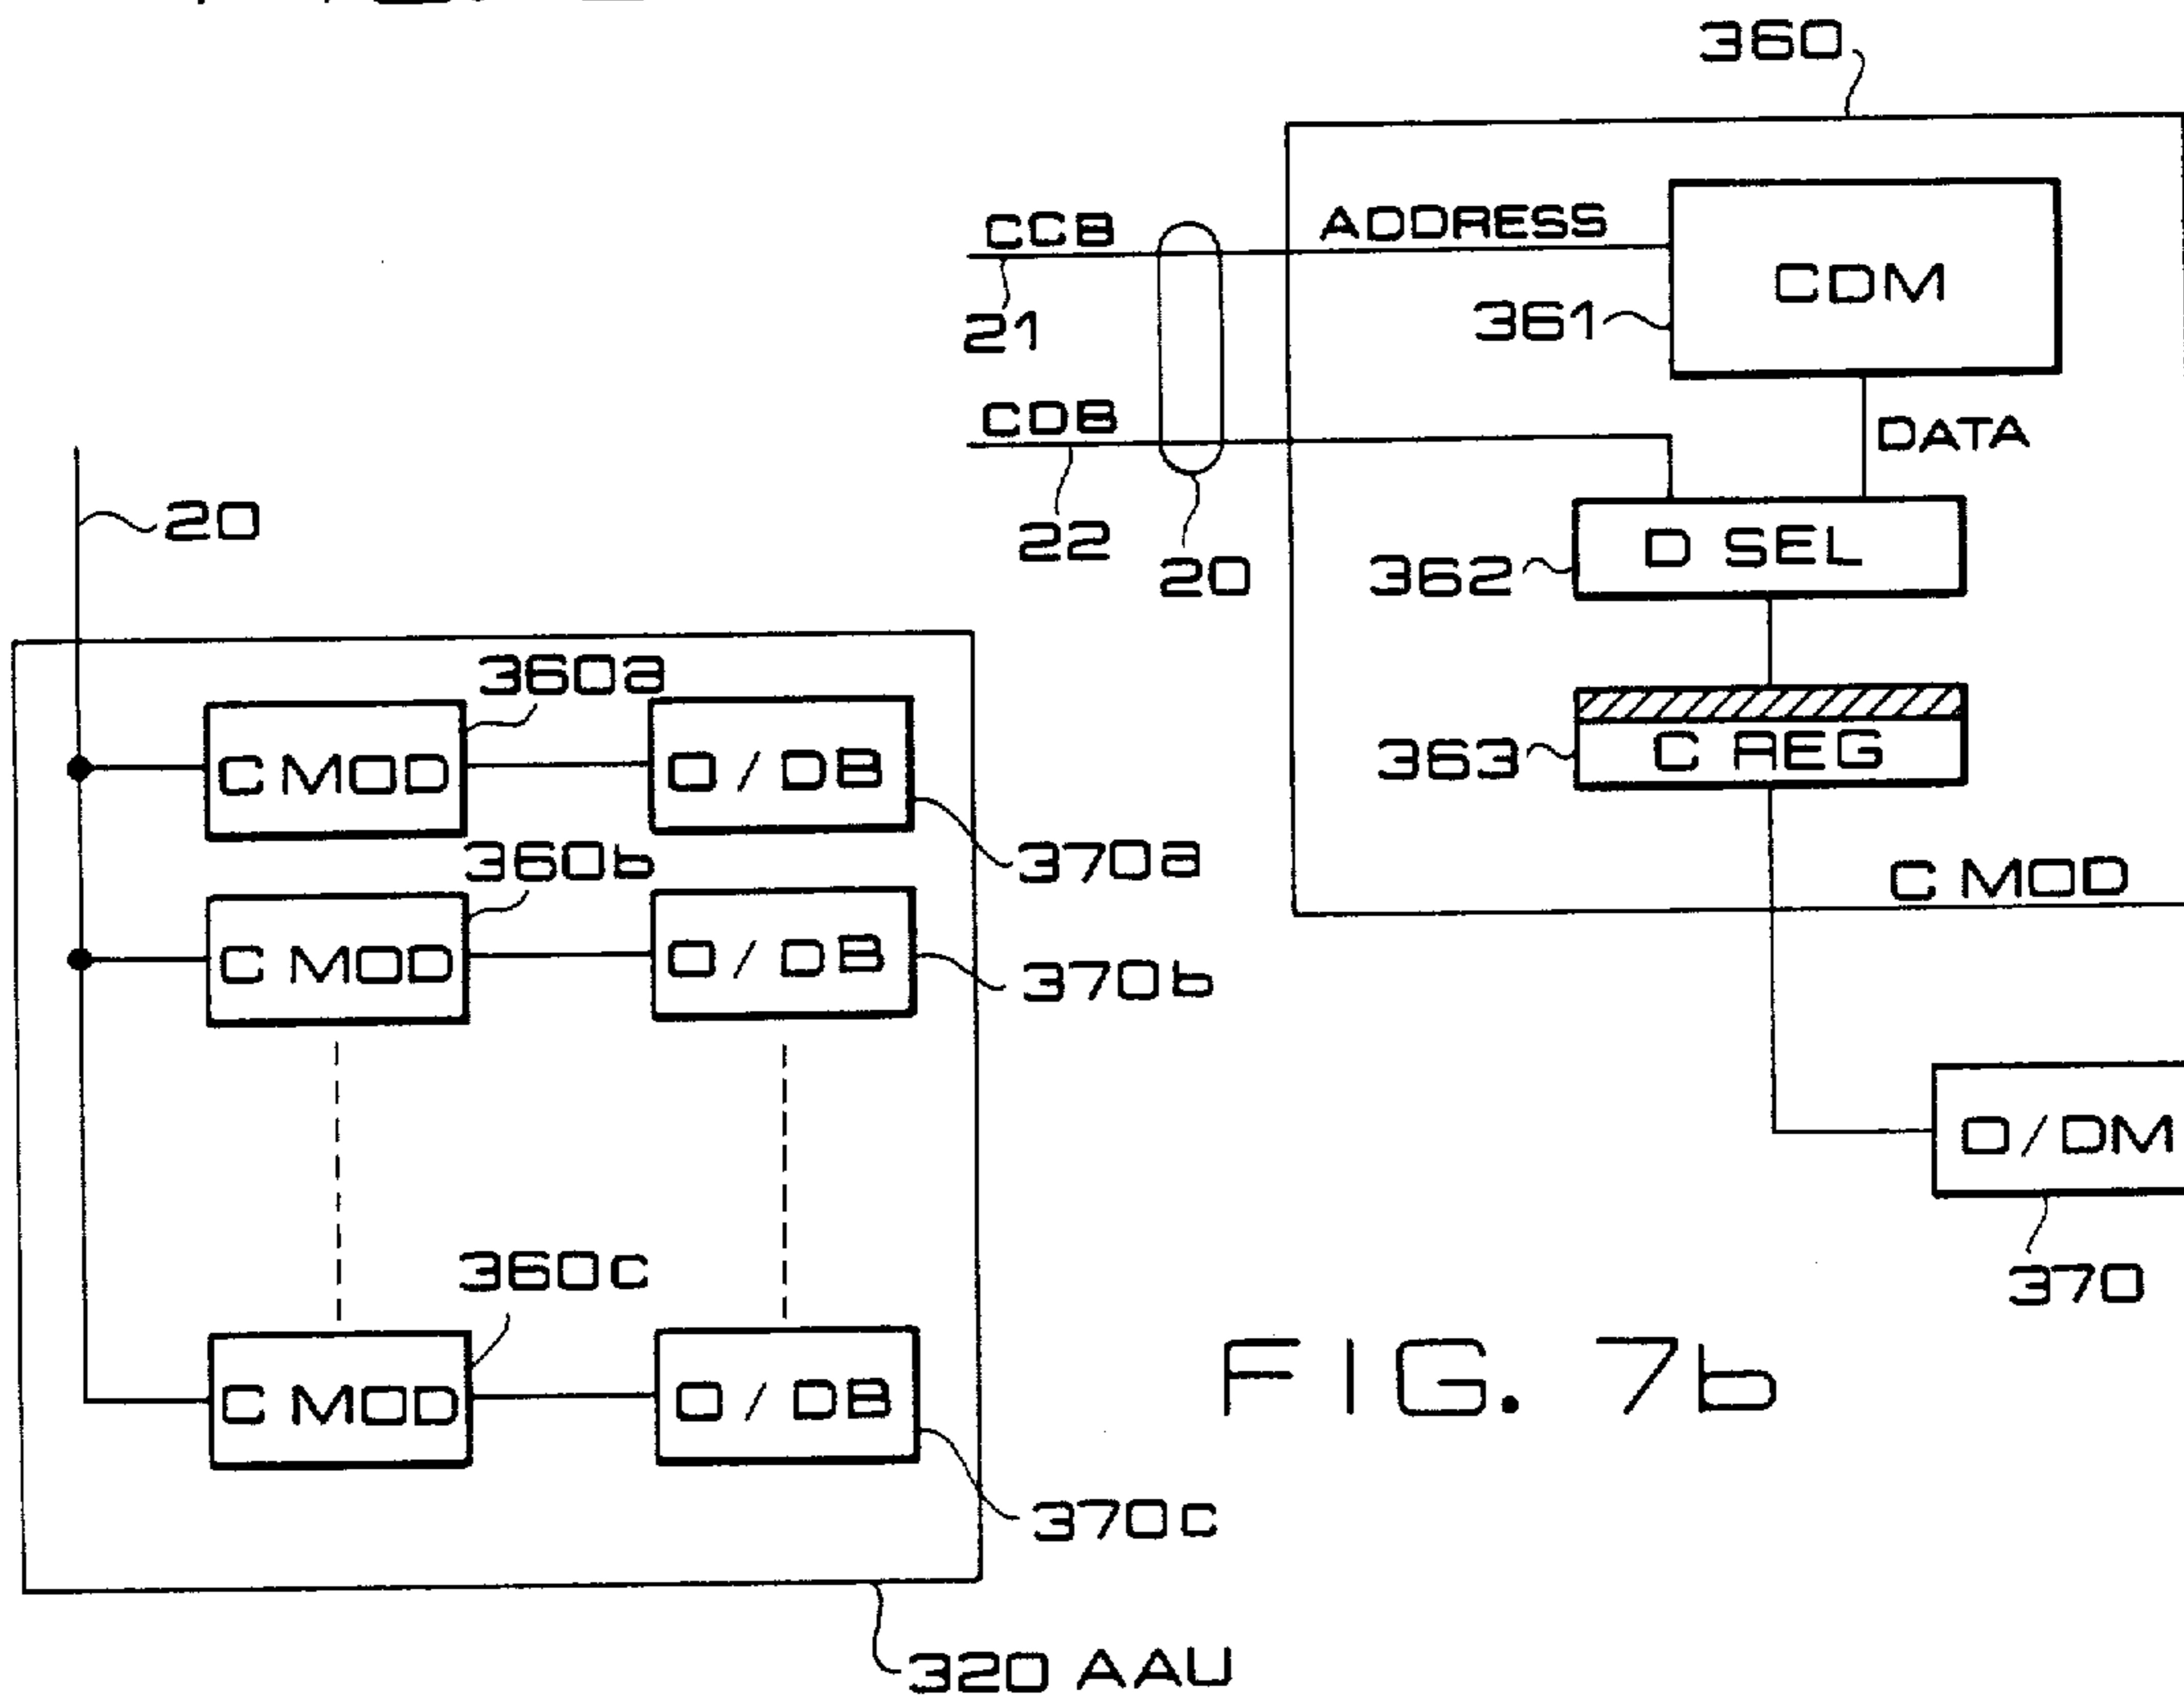 360
CCB
ADDRESS
21
361
CDM
CDB
DATA
20
22
20
362
D SEL
363
C REG
C MOD
360a
C MOD
O / DB
370a
360b
C MOD
O / DB
370b
O / DM
370
360c
C MOD
O / DB
370c
FIG. 7b
320 AAU